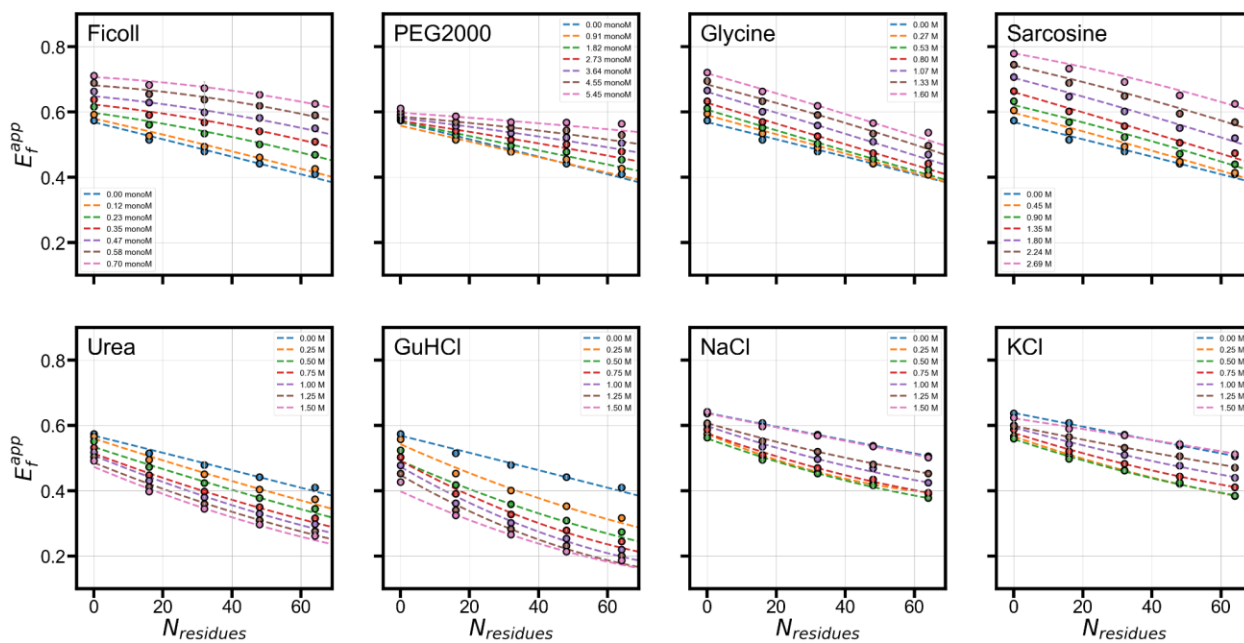 Ficoll
0.00 monoM
0.12 monoM
0.23 monoM
0.35 monoM
0.47 monoM
0.58 monoM
0.70 monoM
PEG2000
0.00 monoM
0.91 monoM
1.82 monoM
2.73 monoM
3.64 monoM
4.55 monoM
5.45 monoM
Glycine
0.00 M
0.27 M
0.53 M
0.80 M
1.07 M
1.33 M
1.60 M
Sarcosine
0.00 M
0.45 M
0.90 M
1.35 M
1.80 M
2.24 M
2.69 M
0.8
0.6
0.4
0.2
E_f^app
Urea
0.00 M
0.25 M
0.50 M
0.75 M
1.00 M
1.25 M
1.50 M
GuHCl
0.00 M
0.25 M
0.50 M
0.75 M
1.00 M
1.25 M
1.50 M
NaCl
0.00 M
0.25 M
0.50 M
0.75 M
1.00 M
1.25 M
1.50 M
KCl
0.00 M
0.25 M
0.50 M
0.75 M
1.00 M
1.25 M
1.50 M
0.8
0.6
0.4
0.2
E_f^app
0 20 40 60
0 20 40 60
0 20 40 60
0 20 40 60
N_residues
N_residues
N_residues
N_residues